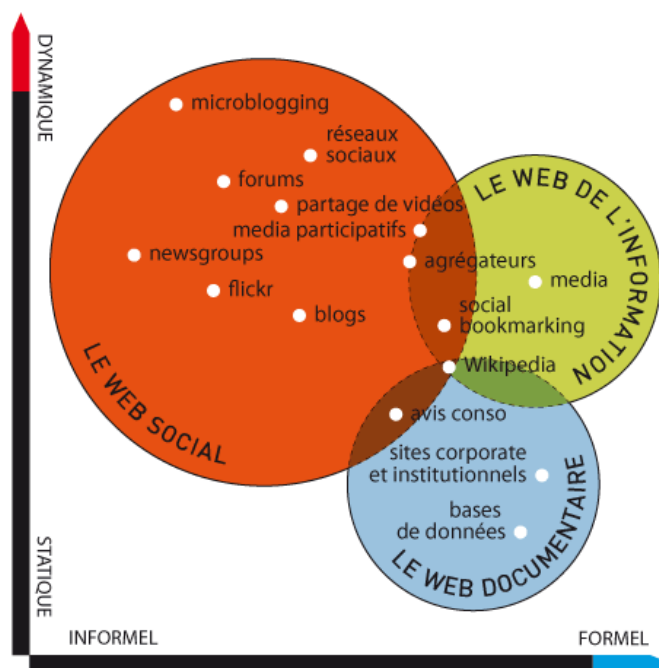 DYNAMIQUE
microblogging
réseaux
sociaux
forums
partage de vidéos
media participatifs
newsgroups
agrégateurs
flickr
blogs
social
bookmarking
media
LE WEB DE L'INFORMATION
Wikipedia
LE WEB SOCIAL
avis conso
sites corporate
et institutionnels
bases
de données
LE WEB DOCUMENTAIRE
STATIQUE
INFORMEL
FORMEL